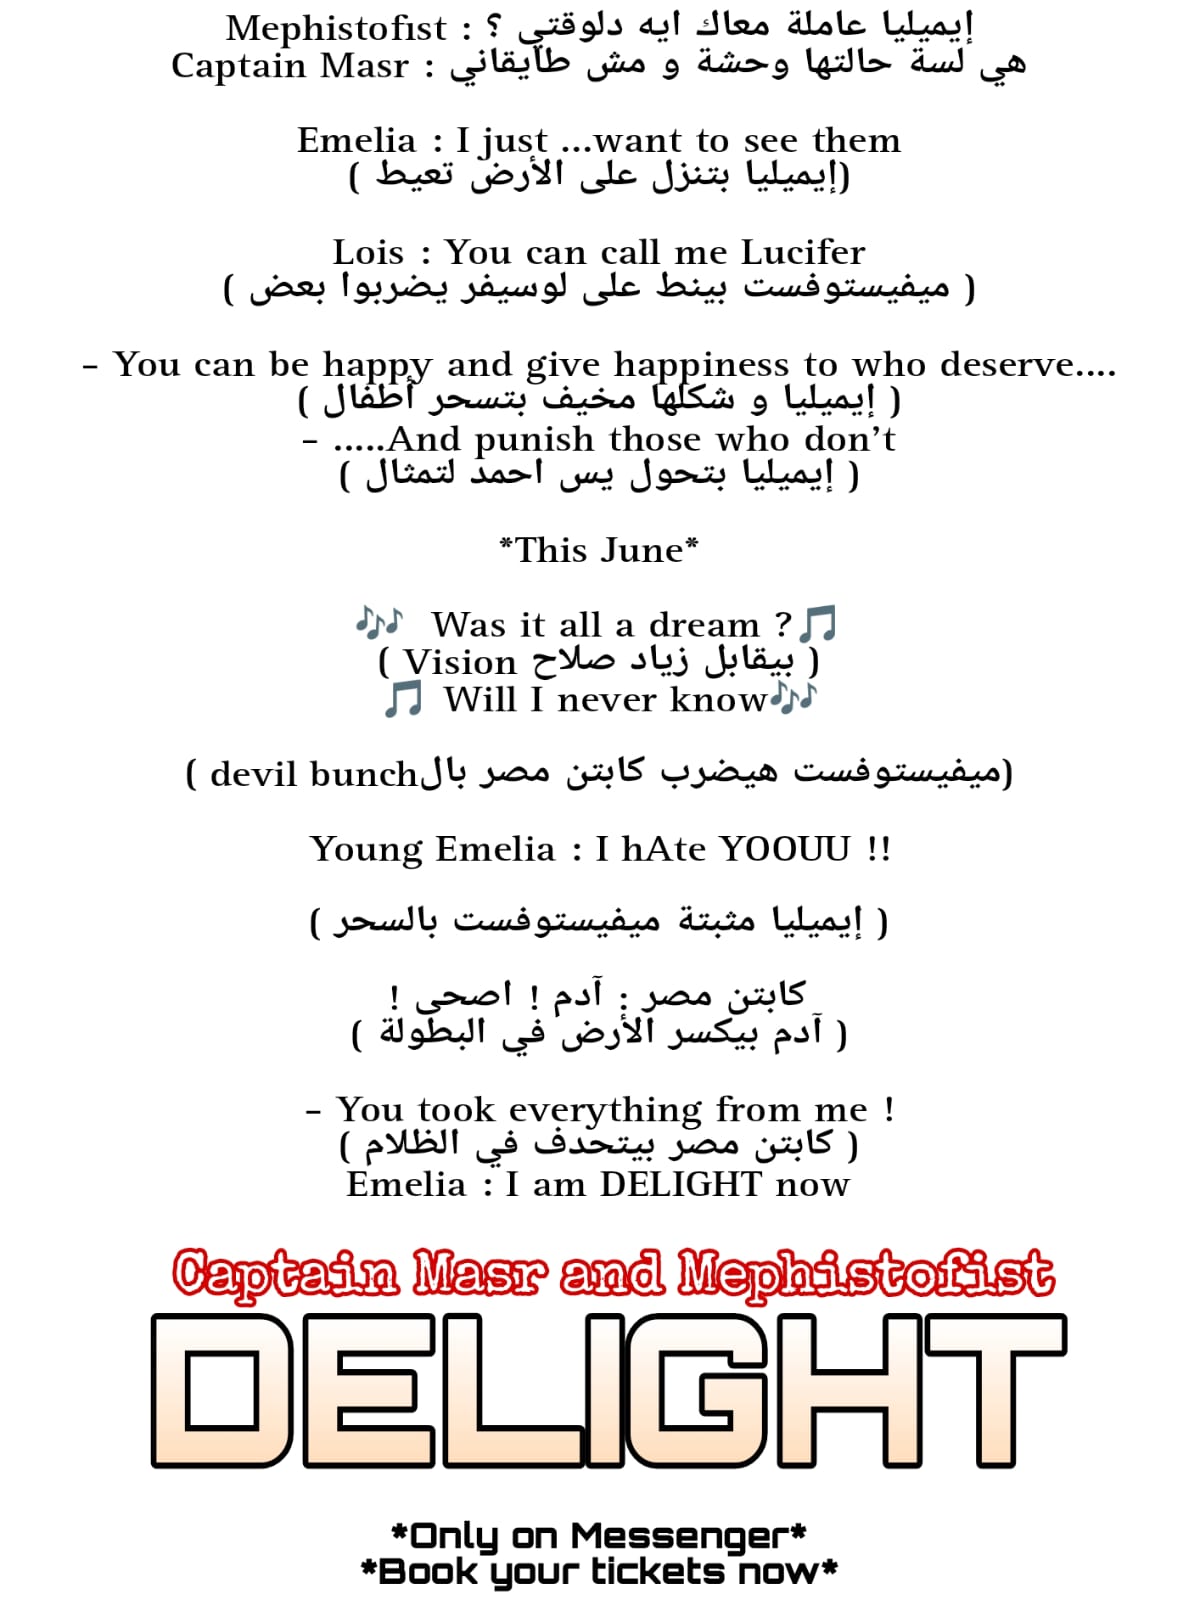 Mephistofist : إيميليا عاملة معاك ايه دلوقتي ؟
Captain Masr : هي لسة حالتها وحشة و مش طايقاني
Emelia : I just ...want to see them
(إيميليا بتنزل على الأرض تعيط )
Lois : You can call me Lucifer
( ميفيستوفست بينط على لوسيفر يضربوا بعض )
- You can be happy and give happiness to who deserve....
( إيميليا و شكلها مخيف بتسحر أطفال )
- .....And punish those who don't
( إيميليا بتحول يس احمد لتمثال )
*This June*
🎶 Was it all a dream ?🎵
( Vision بيقابل زياد صلاح )
🎵 Will I never know🎶
(ميفيستوفست هيضرب كابتن مصر بالdevil bunch )
Young Emelia : I hAte YOOUU !!
( إيميليا مثبتة ميفيستوفست بالسحر )
كابتن مصر : آدم ! اصحى !
( آدم بيكسر الأرض في البطولة )
- You took everything from me !
( كابتن مصر بيتحدف في الظلام )
Emelia : I am DELIGHT now
Captain Masr and Mephistofist
DELIGHT
*Only on Messenger*
*Book your tickets now*